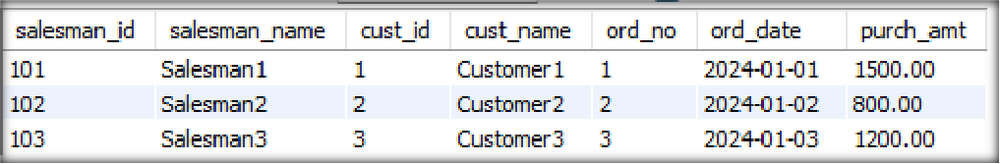 salesman_id salesman_name cust_id cust_name ord_no ord_date purch_amt
101 Salesman1 1 Customer1 1 2024-01-01 1500.00
102 Salesman2 2 Customer2 2 2024-01-02 800.00
103 Salesman3 3 Customer3 3 2024-01-03 1200.00